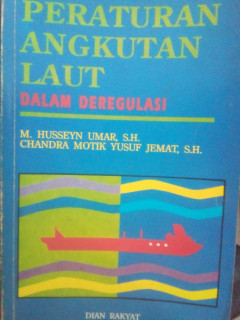 PERATURAN
ANGKUTAN
LAUT
DALAM DEREGULASI
M. HUSSEYN UMAR, S.H.
CHANDRA MOTIK YUSUF JEMAT, S.H.
DIAN RAKYAT